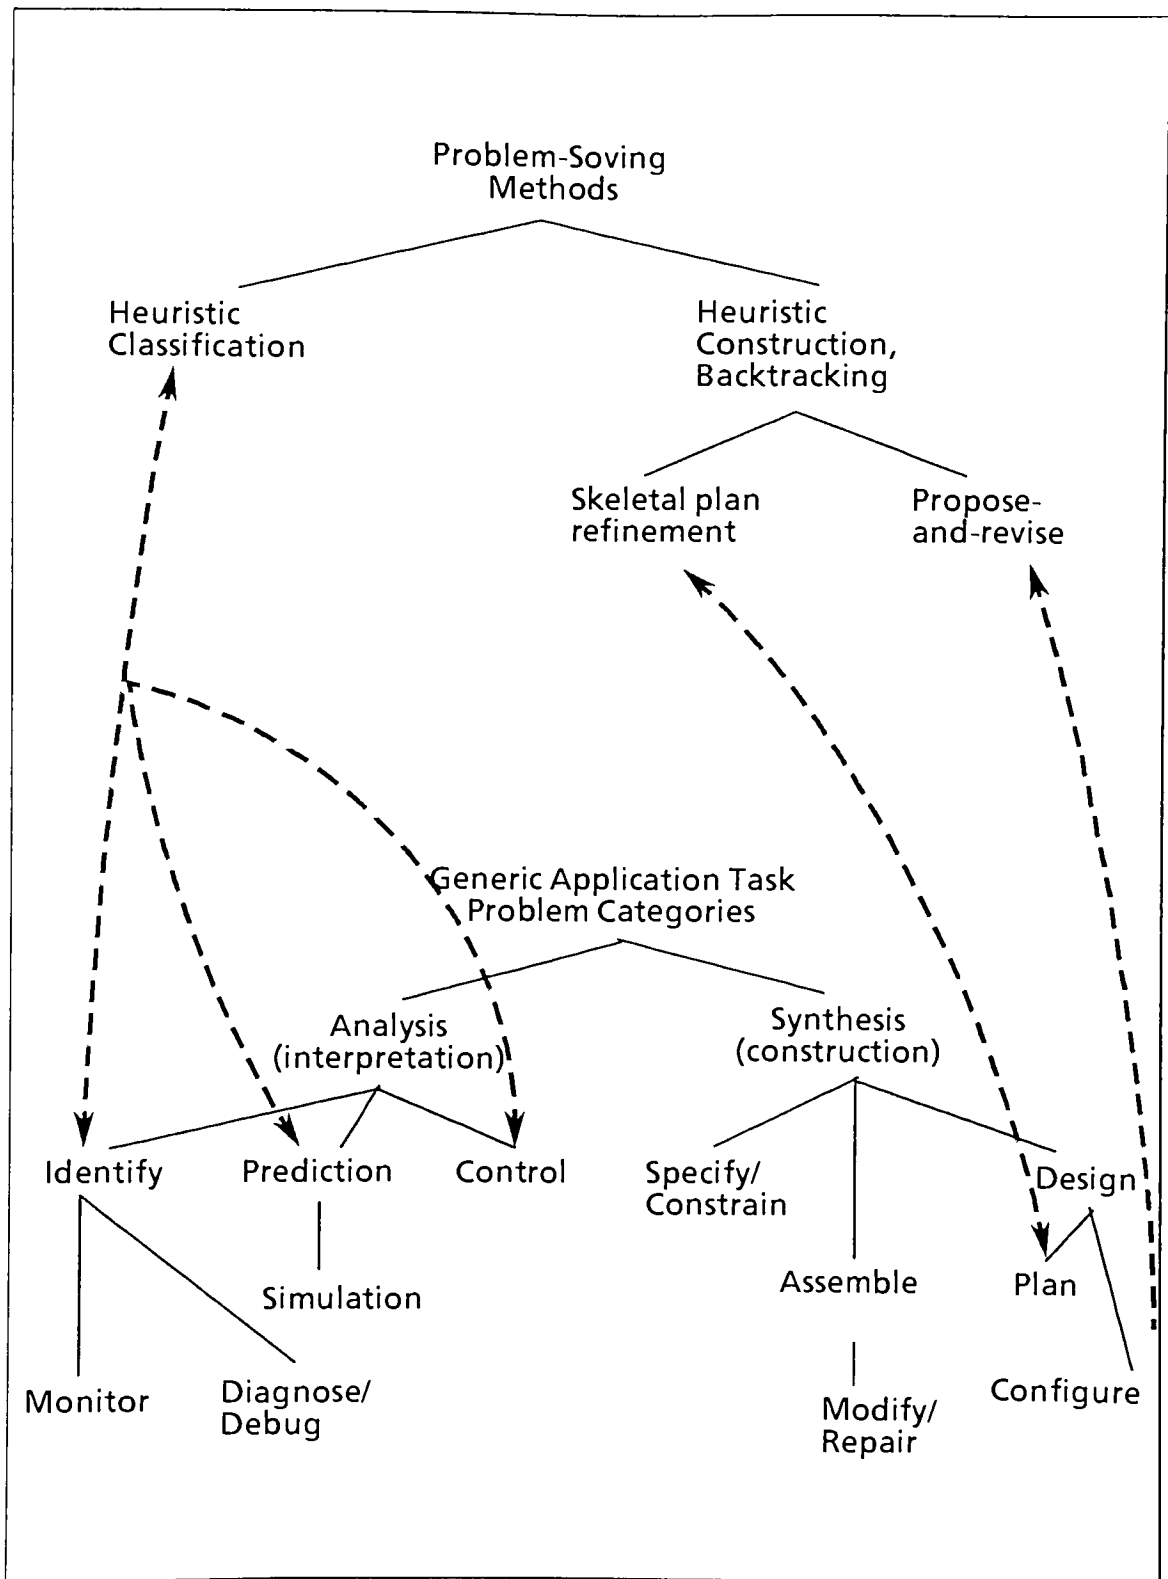 Problem-Soving
Methods
Heuristic
Classification
Heuristic
Construction,
Backtracking
Skeletal plan
refinement
Propose-
and-revise
Generic Application Task
Problem Categories
Analysis
(interpretation)
Synthesis
(construction)
Identify
Prediction
Control
Specify/
Constrain
Design
Simulation
Assemble
Plan
Monitor
Diagnose/
Debug
Modify/
Repair
Configure